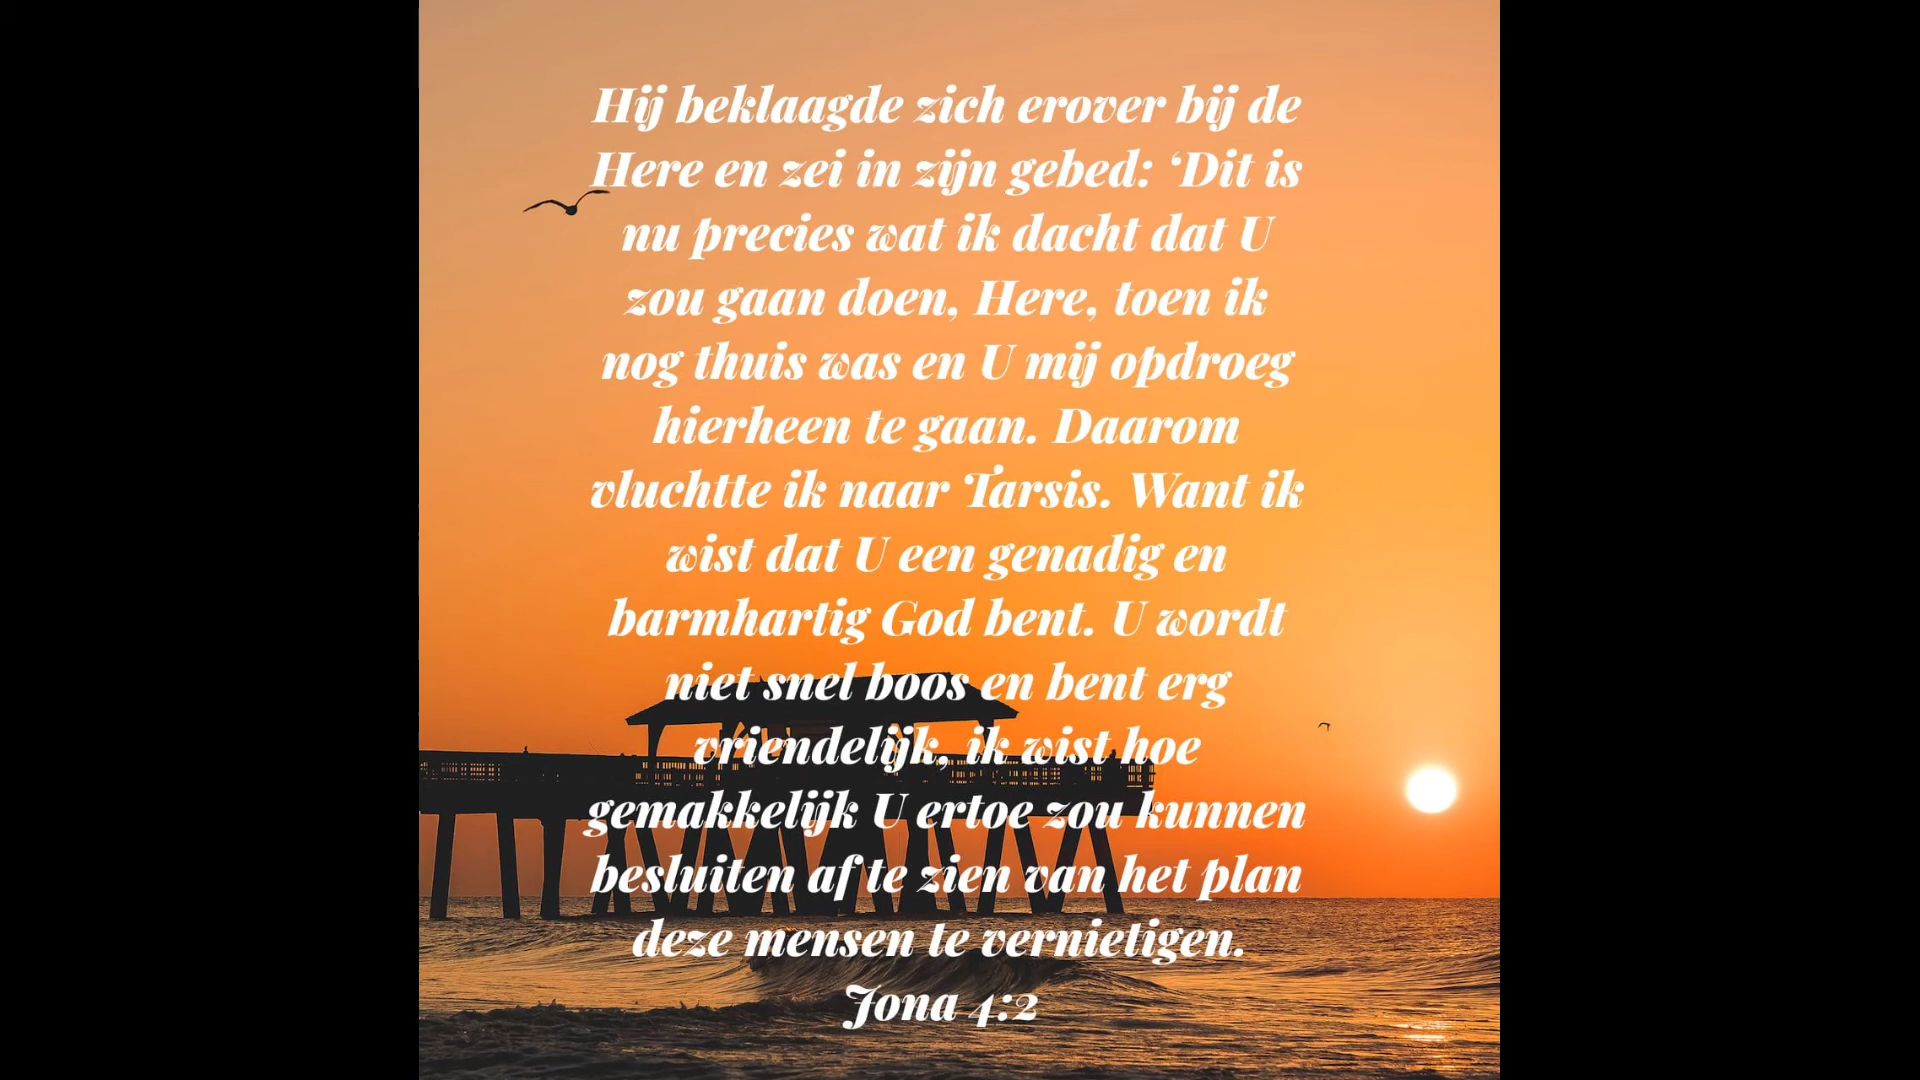 Hij beklaagde zich erover bij de
Here en zei in zijn gebed: ‘Dit is
nu precies wat ik dacht dat U
zou gaan doen, Here, toen ik
nog thuis was en U mij opdroeg
hierheen te gaan. Daarom
vluchtte ik naar Tarsis. Want ik
wist dat U een genadig en
barmhartig God bent. U wordt
niet snel boos en bent erg
vriendelijk, ik wist hoe
gemakkelijk U ertoe zou kunnen
besluiten af te zien van het plan
deze mensen te vernietigen.
Jona 4:2